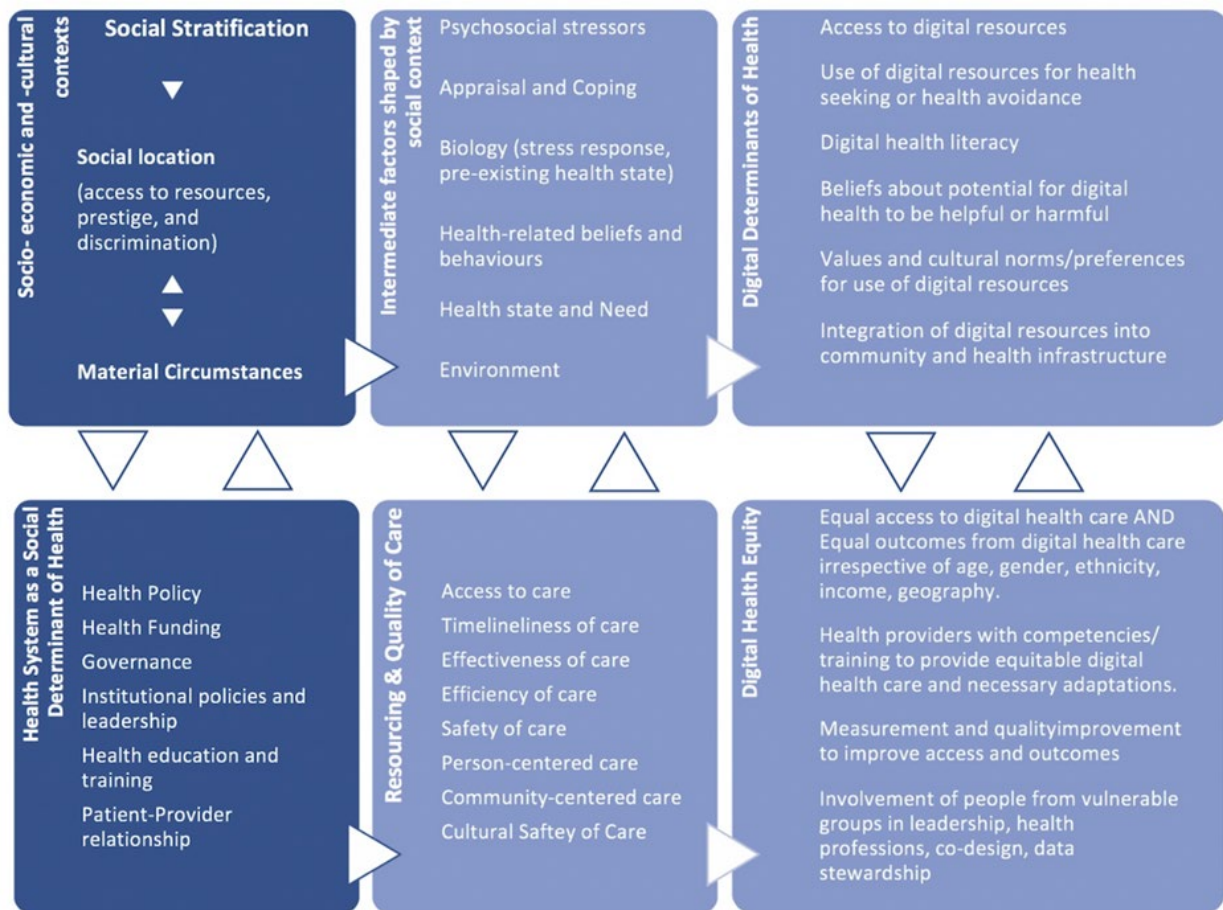 Socio- economic and -cultural
contexts
Social Stratification
Social location
(access to resources,
prestige, and
discrimination)
Material Circumstances
Intermediate factors shaped by
social context
Psychosocial stressors
Appraisal and Coping
Biology (stress response,
pre-existing health state)
Health-related beliefs and
behaviours
Health state and Need
Environment
Digital Determinants of Health
Access to digital resources
Use of digital resources for health
seeking or health avoidance
Digital health literacy
Beliefs about potential for digital
health to be helpful or harmful
Values and cultural norms/preferences
for use of digital resources
Integration of digital resources into
community and health infrastructure
Health System as a Social
Determinant of Health
Health Policy
Health Funding
Governance
Institutional policies and
leadership
Health education and
training
Patient-Provider
relationship
Resourcing & Quality of Care
Access to care
Timelineliness of care
Effectiveness of care
Efficiency of care
Safety of care
Person-centered care
Community-centered care
Cultural Saftey of Care
Digital Health Equity
Equal access to digital health care AND
Equal outcomes from digital health care
irrespective of age, gender, ethnicity,
income, geography.
Health providers with competencies/
training to provide equitable digital
health care and necessary adaptations.
Measurement and qualityimprovement
to improve access and outcomes
Involvement of people from vulnerable
groups in leadership, health
professions, co-design, data
stewardship